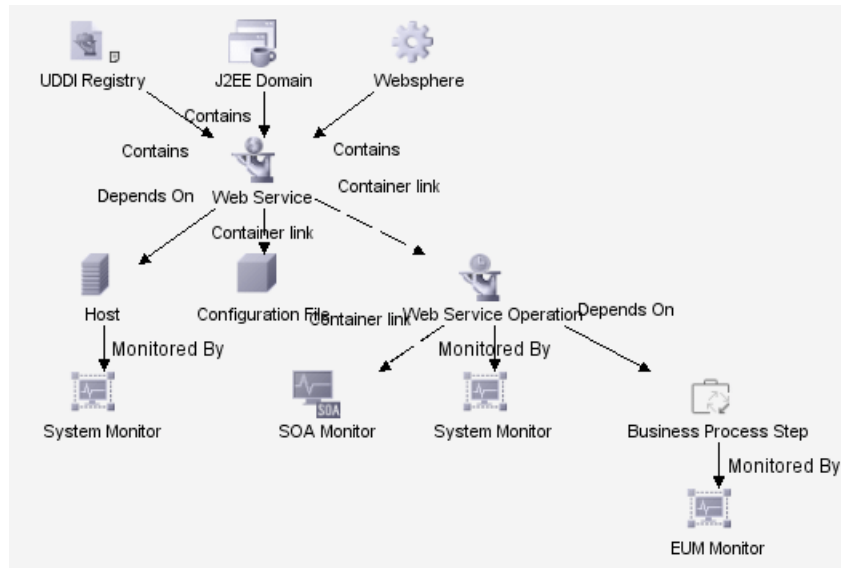 UDDI Registry
J2EE Domain
Websphere
Contains
Contains
Contains
Depends On
Web Service
Container link
Container link
Host
Configuration File
Container link
Web Service Operation
Depends On
Monitored By
Monitored By
System Monitor
SOA
SOA Monitor
System Monitor
Business Process Step
Monitored By
EUM Monitor